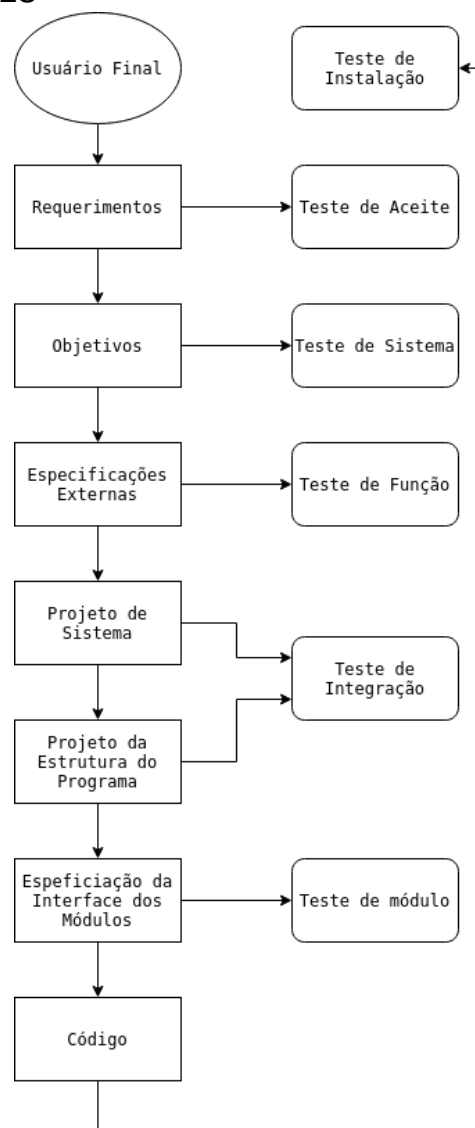 Usuário Final
Teste de
Instalação
Requerimentos
Teste de Aceite
Objetivos
Teste de Sistema
Especificações
Externas
Teste de Função
Projeto de
Sistema
Teste de
Integração
Projeto da
Estrutura do
Programa
Espeficiação da
Interface dos
Módulos
Teste de módulo
Código